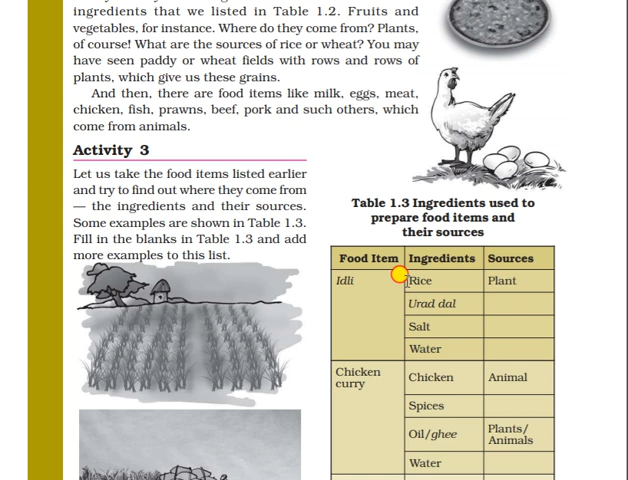 ingredients that we listed in Table 1.2. Fruits and
vegetables, for instance. Where do they come from? Plants,
of course! What are the sources of rice or wheat? You may
have seen paddy or wheat fields with rows and rows of
plants, which give us these grains.
And then, there are food items like milk, eggs, meat,
chicken, fish, prawns, beef, pork and such others, which
come from animals.
Activity 3
Let us take the food items listed earlier
and try to find out where they come from
— the ingredients and their sources.
Some examples are shown in Table 1.3.
Fill in the blanks in Table 1.3 and add
more examples to this list.
Table 1.3 Ingredients used to
prepare food items and
their sources
Food Item Ingredients Sources
Idli Rice Plant
Urad dal
Salt
Water
Chicken curry Chicken Animal
Spices
Oil/ghee Plants/ Animals
Water